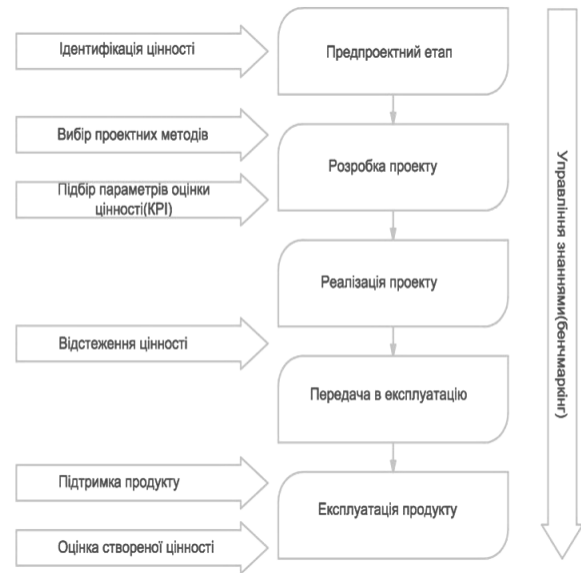 Ідентифікація цінності
Предпроектний етап
Вибір проектних методів
Розробка проекту
Підбір параметрів оцінки
цінності(KPI)
Реалізація проекту
Відстеження цінності
Передача в експлуатацію
Підтримка продукту
Експлуатація продукту
Оцінка створеної цінності
Управління знаннями(бенчмаркінг)